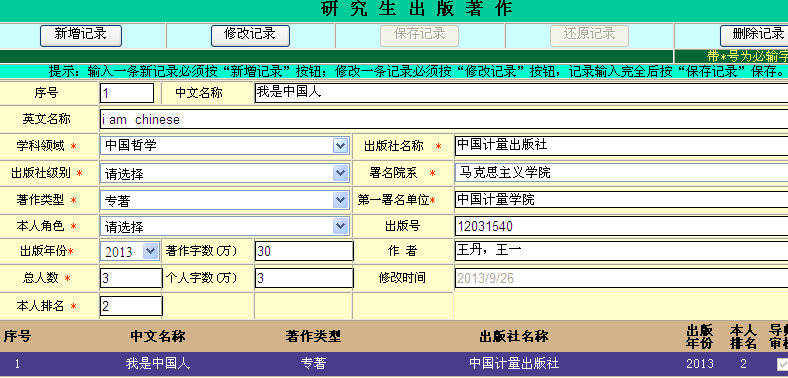 研 究 生 出 版 著 作
新增记录 修改记录 保存记录 还原记录 删除记录
带*号为必输字
提示：输入一条新记录必须按“新增记录”按钮；修改一条记录必须按“修改记录”按钮，记录输入完全后按“保存记录”保存。
序号 1 中文名称 我是中国人
英文名称 i am chinese
学科领域 * 中国哲学 出版社名称 * 中国计量出版社
出版社级别 * 请选择 署名院系 * 马克思主义学院
著作类型 * 专著 第一署名单位* 中国计量学院
本人角色 * 请选择 出版号 12031540
出版年份* 2013 著作字数(万) 30 作 者 王丹，王一
总人数 * 3 个人字数(万) 3 修改时间 2013/9/26
本人排名 * 2
序号 中文名称 著作类型 出版社名称 出版年份 本人排名 导师审核
1 我是中国人 专著 中国计量出版社 2013 2